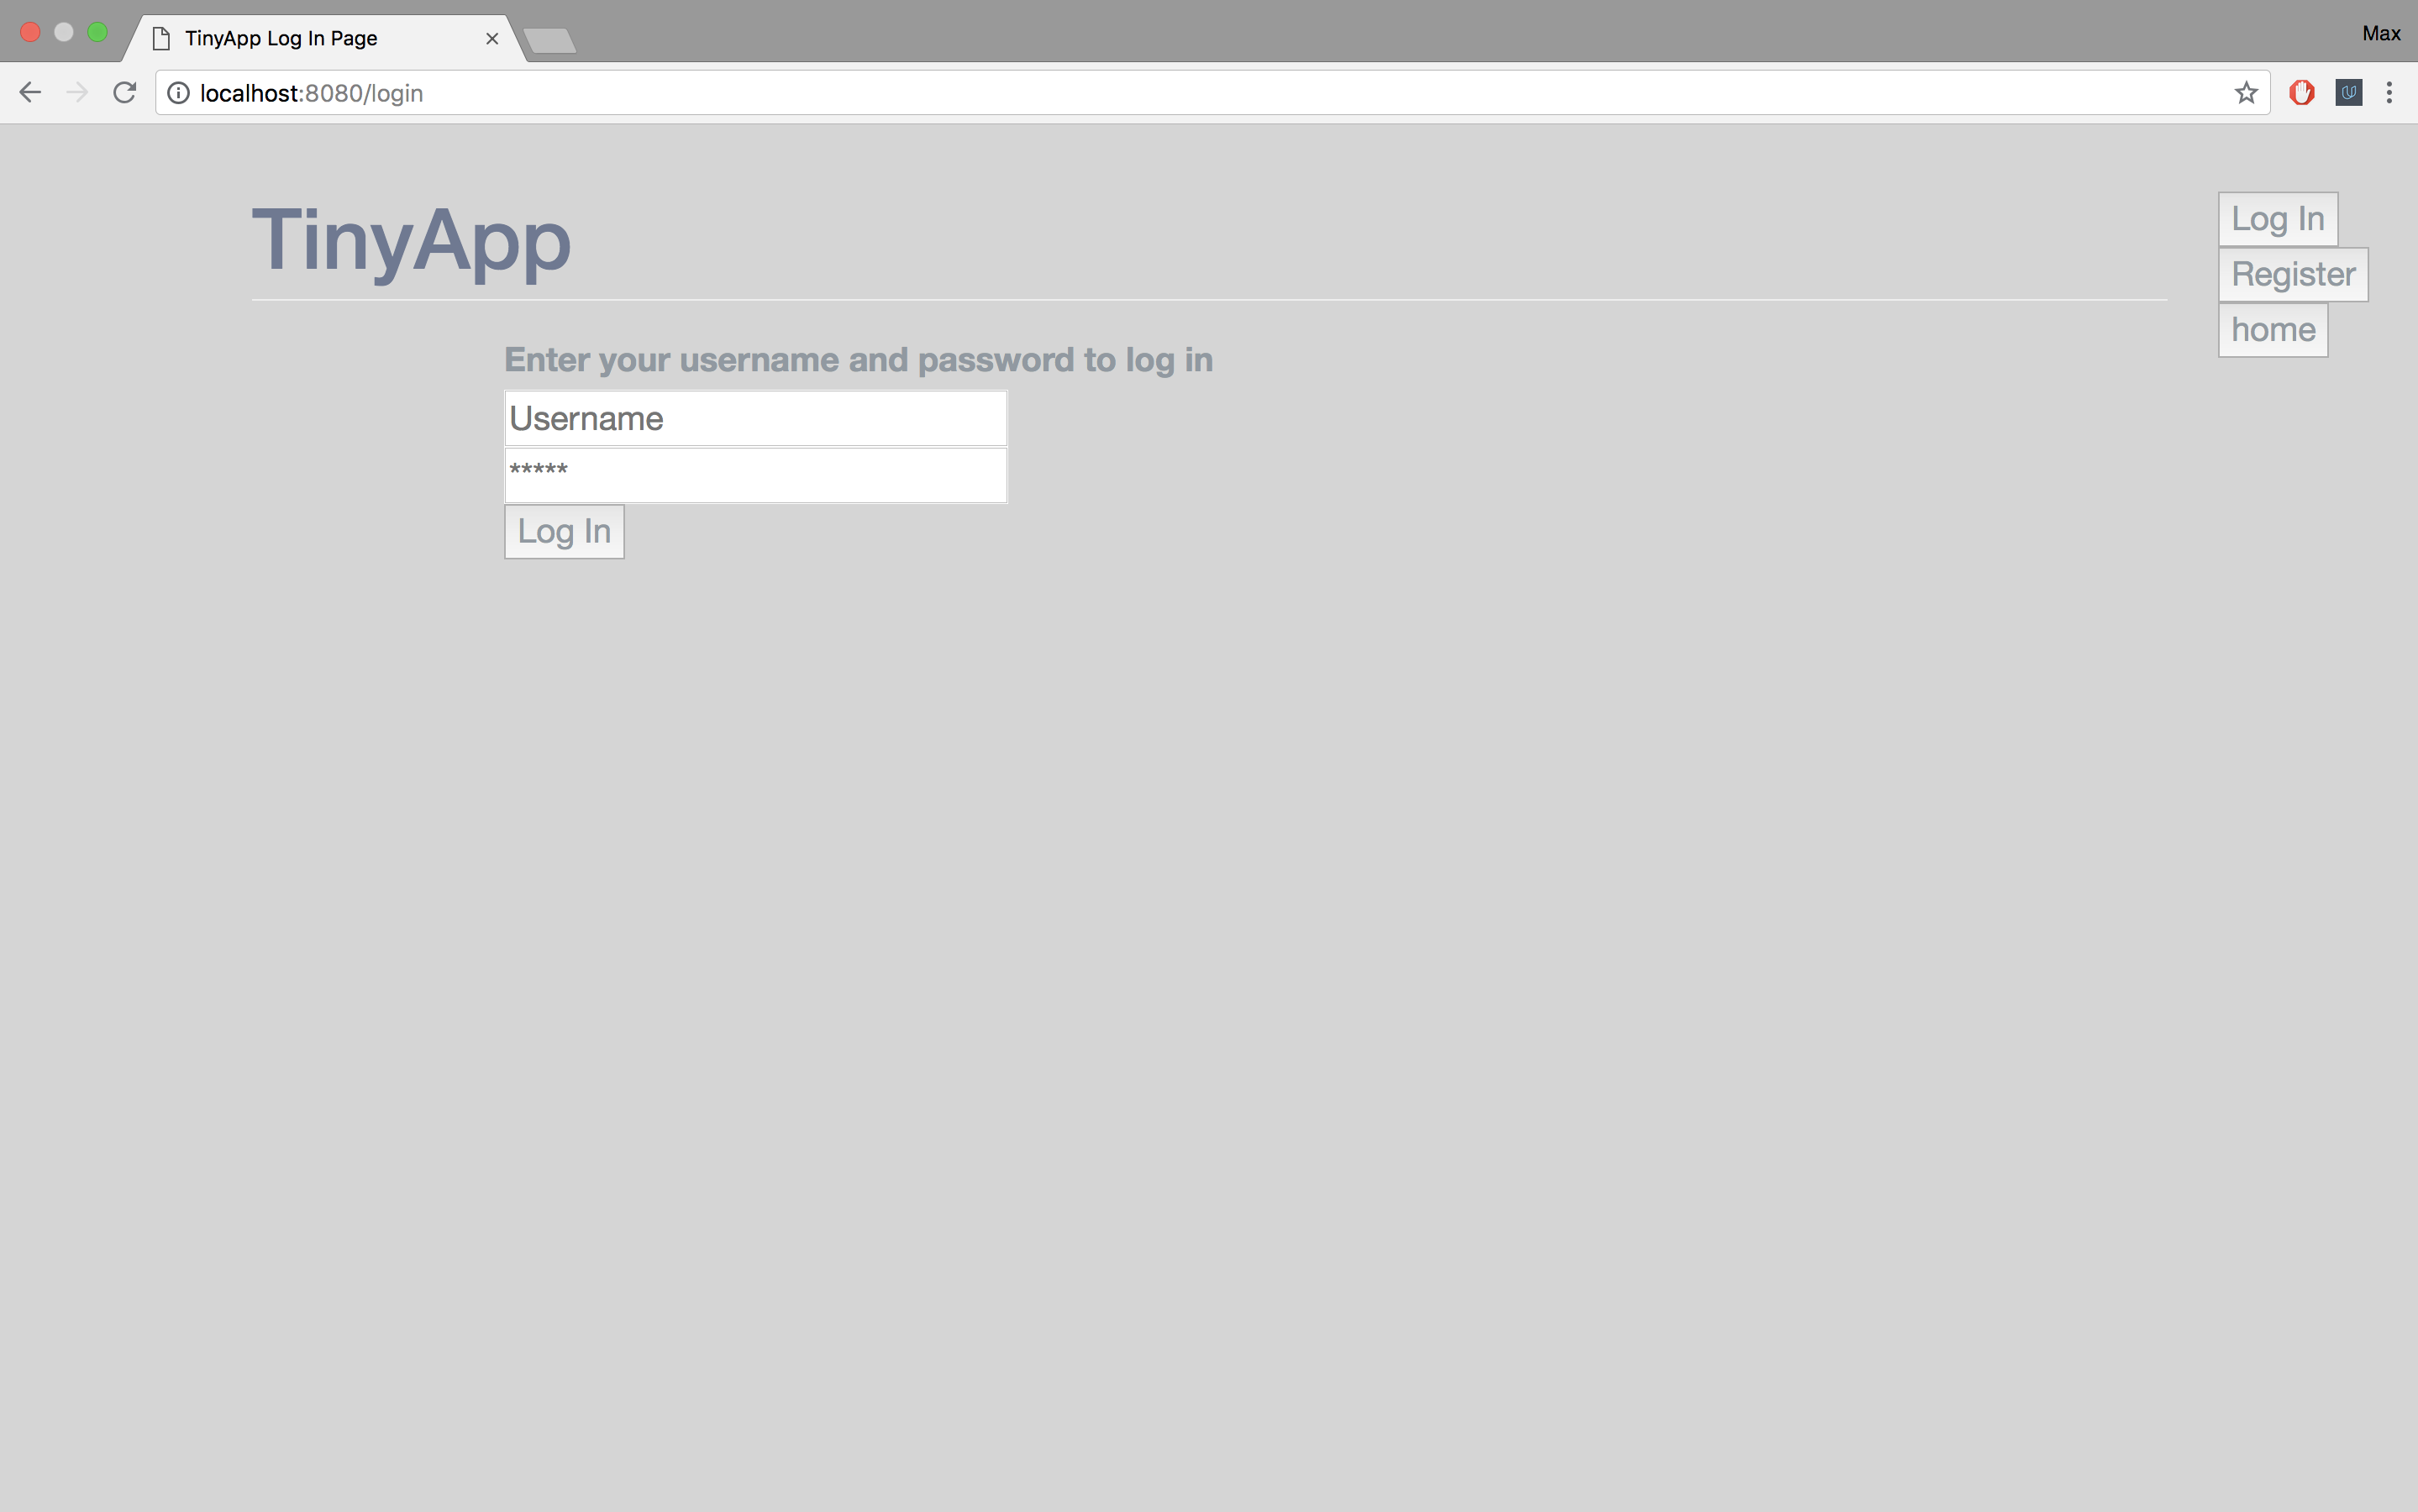 TinyApp Log In Page
Max
localhost:8080/login
TinyApp
Log In
Register
home
Enter your username and password to log in
Username
*****
Log In